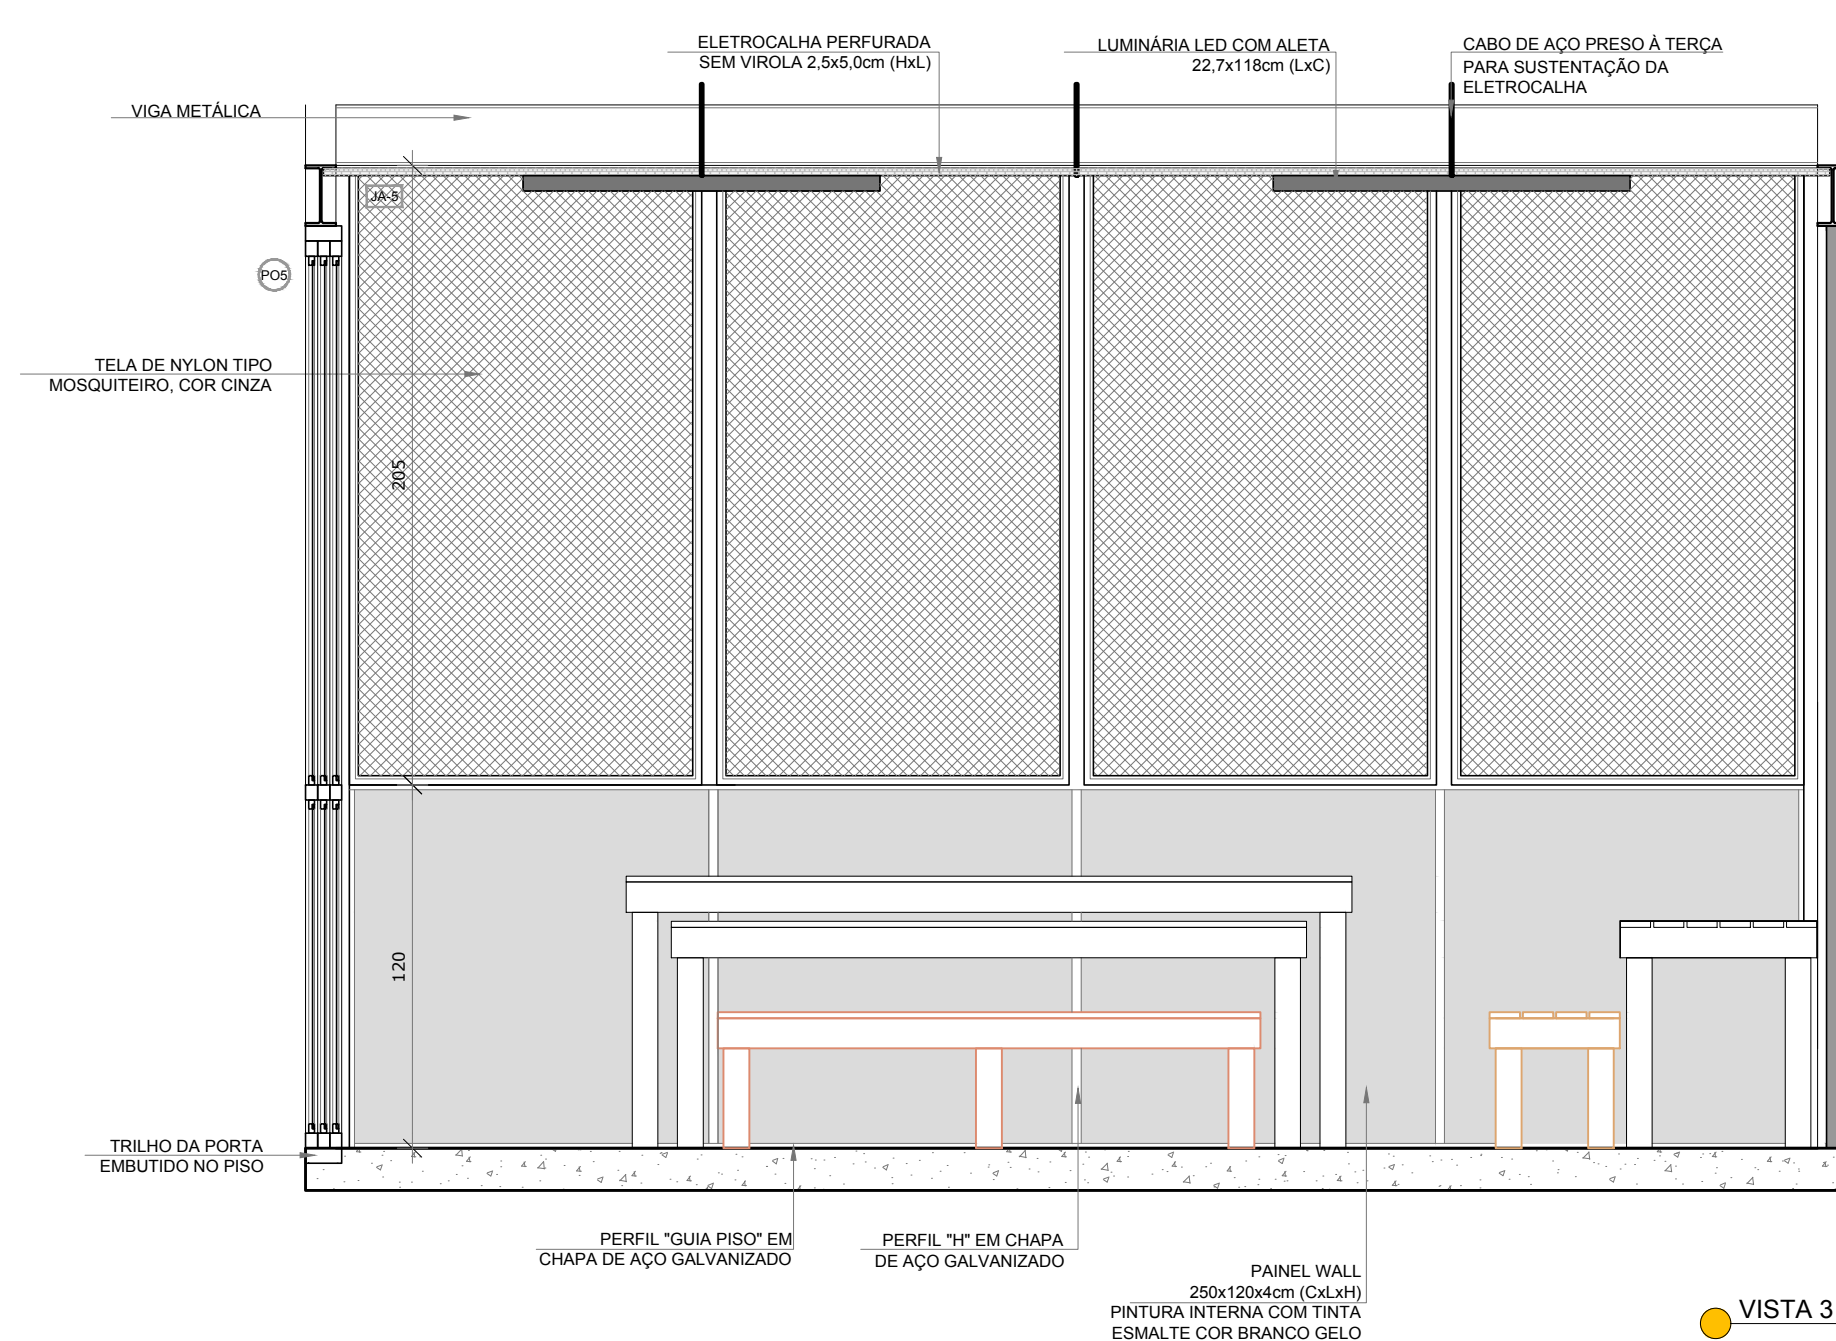 ELETROCALHA PERFURADA
SEM VIROLA 2,5x5,0cm (HxL)
LUMINÁRIA LED COM ALETA
22,7x118cm (LxC)
CABO DE AÇO PRESO À TERÇA
PARA SUSTENTAÇÃO DA
ELETROCALHA
VIGA METÁLICA
JA-5
PO5
TELA DE NYLON TIPO
MOSQUITEIRO, COR CINZA
205
120
TRILHO DA PORTA
EMBUTIDO NO PISO
PERFIL "GUIA PISO" EM
CHAPA DE AÇO GALVANIZADO
PERFIL "H" EM CHAPA
DE AÇO GALVANIZADO
PAINEL WALL
250x120x4cm (CxLxH)
PINTURA INTERNA COM TINTA
ESMALTE COR BRANCO GELO
VISTA 3